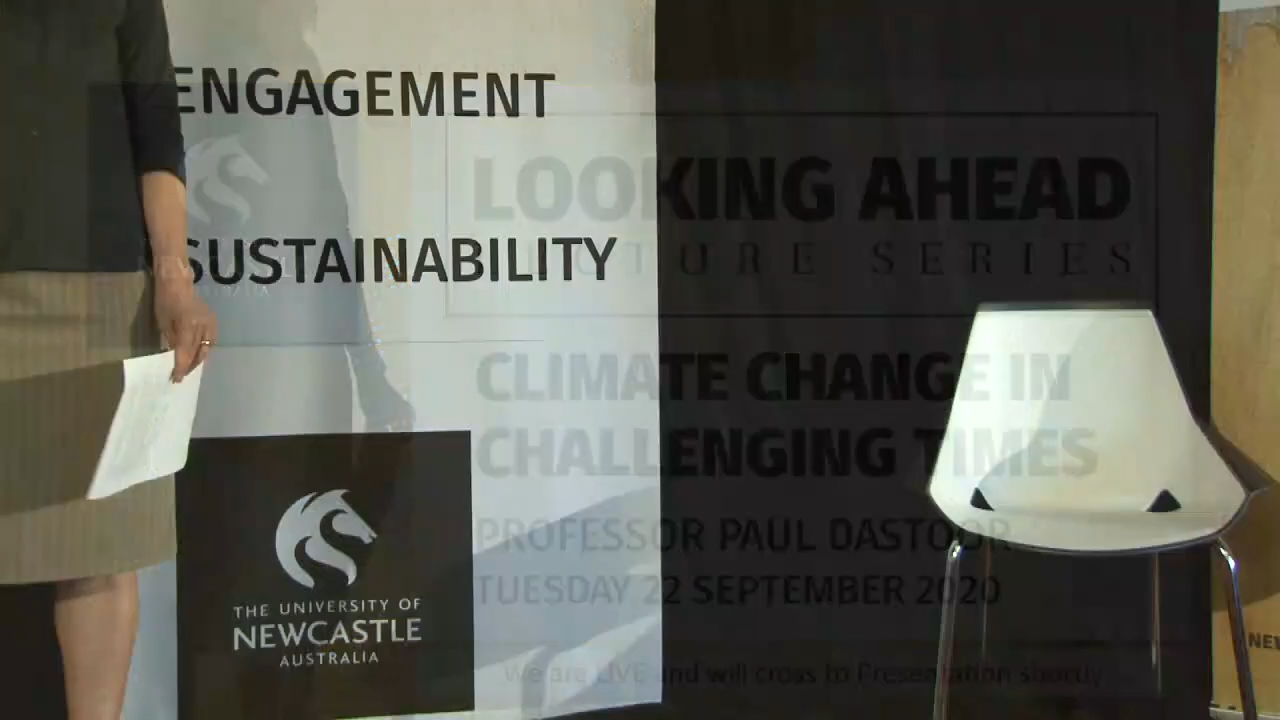 ENGAGEMENT
SUSTAINABILITY
LOOKING AHEAD
LECTURE SERIES
CLIMATE CHANGE IN
CHALLENGING TIMES
PROFESSOR PAUL DASTOOR
TUESDAY 22 SEPTEMBER 2020
We are LIVE and will cross to Presentation shortly
THE UNIVERSITY OF
NEWCASTLE
AUSTRALIA